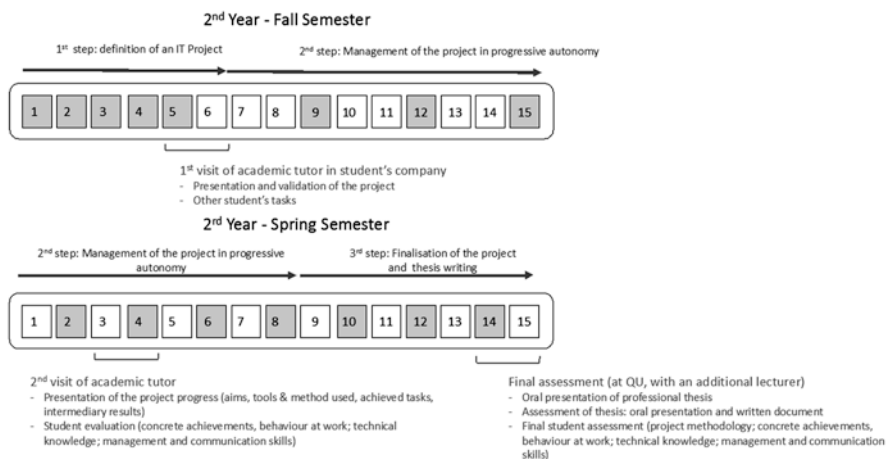 2nd Year - Fall Semester
1st step: definition of an IT Project
2nd step: Management of the project in progressive autonomy
1 2 3 4 5 6 7 8 9 10 11 12 13 14 15
1st visit of academic tutor in student's company
- Presentation and validation of the project
- Other student's tasks
2rd Year - Spring Semester
2nd step: Management of the project in progressive
autonomy
3rd step: Finalisation of the project
and thesis writing
1 2 3 4 5 6 7 8 9 10 11 12 13 14 15
2nd visit of academic tutor
- Presentation of the project progress (aims, tools & method used, achieved tasks,
intermediary results)
- Student evaluation (concrete achievements, behaviour at work; technical
knowledge; management and communication skills)
Final assessment (at QU, with an additional lecturer)
- Oral presentation of professional thesis
- Assessment of thesis: oral presentation and written document
- Final student assessment (project methodology; concrete achievements,
behaviour at work; technical knowledge; management and communication
skills)